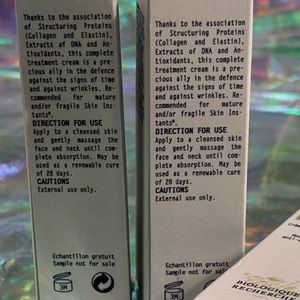 Thanks to the association
of Structuring Proteins
(Collagen and Elastin),
Extracts of DNA and An-
tioxidants, this complete
treatment cream is a pre-
cious ally in the defence
against the signs of time
and against wrinkles. Re-
commended for mature
and/or fragile Skin Ins-
tants®.
DIRECTION FOR USE
Apply to a cleansed skin
and gently massage the
face and neck until com-
plete absorption. May be
used as a renewable cure
of 28 days.
CAUTIONS
External use only.
Echantillon gratuit
Sample not for sale
3M
Thanks to the association
of Structuring Proteins
(Collagen and Elastin),
Extracts of DNA and An-
tioxidants, this complete
treatment cream is a pre-
cious ally in the defence
against the signs of time
and against wrinkles. Re-
commended for mature
and/or fragile Skin Ins-
tants®.
DIRECTION FOR USE
Apply to a cleansed skin
and gently massage the
face and neck until com-
plete absorption. May be
used as a renewable cure
of 28 days.
CAUTIONS
External use only.
Echantillon gratuit
Sample not for sale
3M
BIOLOGIQUE
RECHERCHE